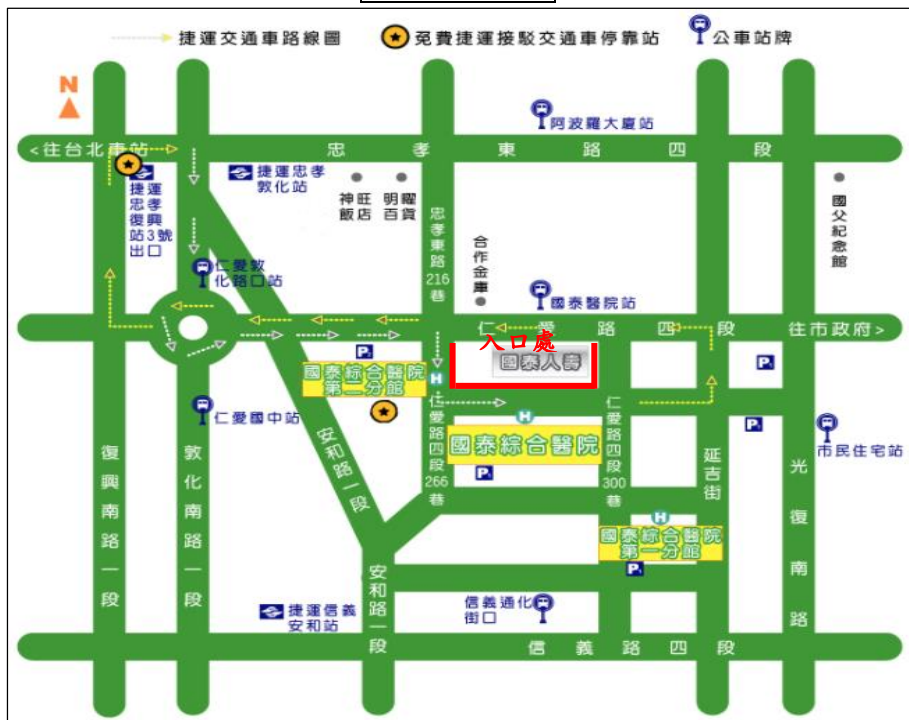 捷運交通車路線圖
免費捷運接駁交通車停靠站
公車站牌
N
阿波羅大廈站
<往台北車站
忠孝東路四段
捷運
忠孝
復興
站3號
出口
捷運忠孝
敦化站
神旺
飯店
明曜
百貨
忠孝東路216巷
合作金庫
國父紀念館
仁愛敦
化路口站
國泰醫院站
仁愛路四段
往市政府>
入口處
國泰人壽
P
國泰綜合醫院
第二分館
H
P
仁愛國中站
仁愛路四段266巷
H
國泰綜合醫院
P
仁愛路四段300巷
P
市民住宅站
復興南路一段
敦化南路一段
安和路一段
延吉街
光復南路
H
國泰綜合醫院
第一分館
P
安和路一段
捷運信義
安和站
信義通化
街口
信義路四段